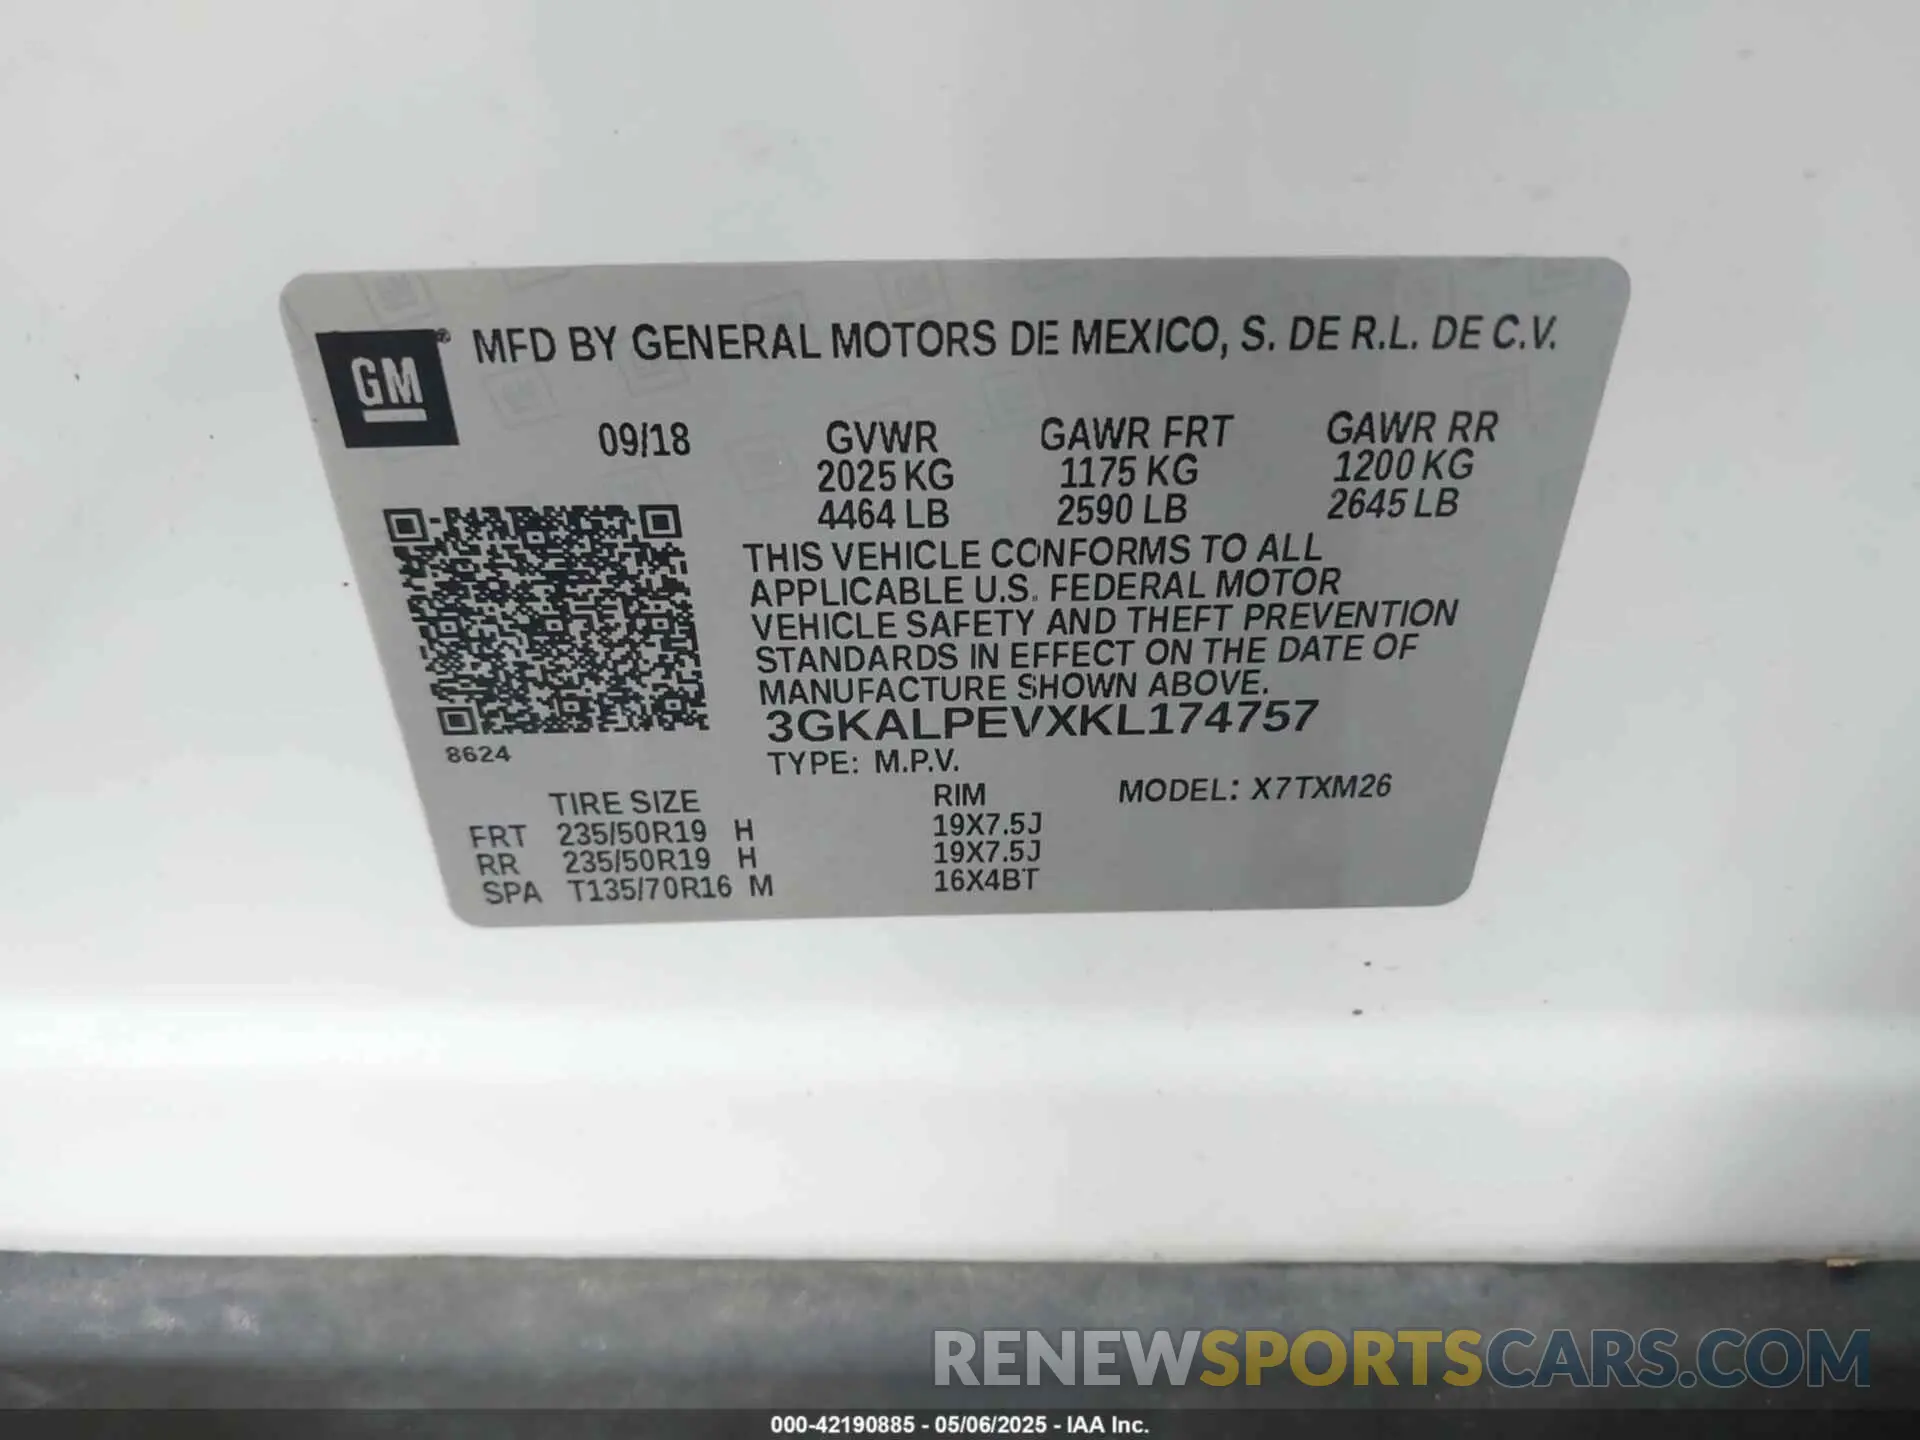 GM® MFD BY GENERAL MOTORS DE MEXICO, S. DE R.L. DE C.V.
09/18 GVWR GAWR FRT GAWR RR
2025 KG 1175 KG 1200 KG
4464 LB 2590 LB 2645 LB
THIS VEHICLE CONFORMS TO ALL
APPLICABLE U.S. FEDERAL MOTOR
VEHICLE SAFETY AND THEFT PREVENTION
STANDARDS IN EFFECT ON THE DATE OF
MANUFACTURE SHOWN ABOVE.
3GKALPEVXKL174757
8624 TYPE: M.P.V.
TIRE SIZE RIM MODEL: X7TXM26
FRT 235/50R19 H 19X7.5J
RR 235/50R19 H 19X7.5J
SPA T135/70R16 M 16X4BT
RENEWSPORTSCARS.COM
000-42190885 - 05/06/2025 - IAA Inc.